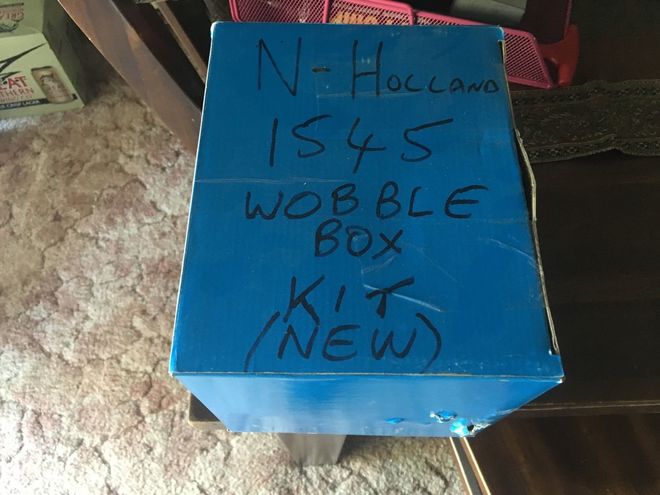 N-HOLLAND
1545
WOBBLE
BOX
KIT
(NEW)